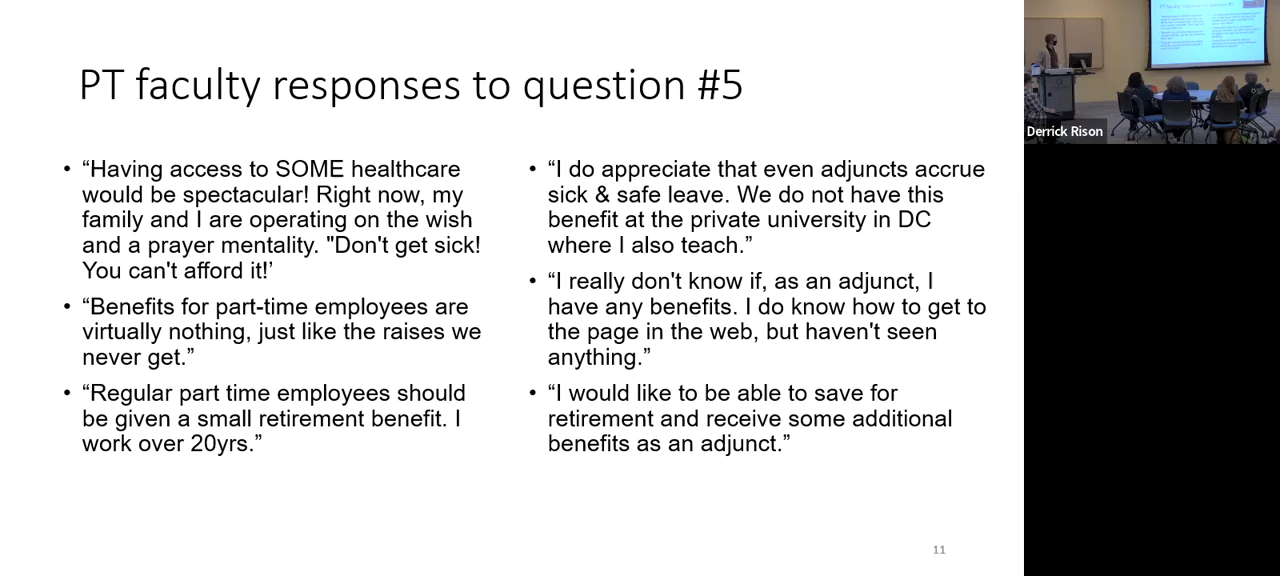 PT faculty responses to question #5
• “Having access to SOME healthcare
would be spectacular! Right now, my
family and I are operating on the wish
and a prayer mentality. "Don't get sick!
You can't afford it!’
• “Benefits for part-time employees are
virtually nothing, just like the raises we
never get.”
• “Regular part time employees should
be given a small retirement benefit. I
work over 20yrs.”
• “I do appreciate that even adjuncts accrue
sick & safe leave. We do not have this
benefit at the private university in DC
where I also teach.”
• “I really don't know if, as an adjunct, I
have any benefits. I do know how to get to
the page in the web, but haven't seen
anything.”
• “I would like to be able to save for
retirement and receive some additional
benefits as an adjunct.”
11
PT faculty responses to question #5
Derrick Rison